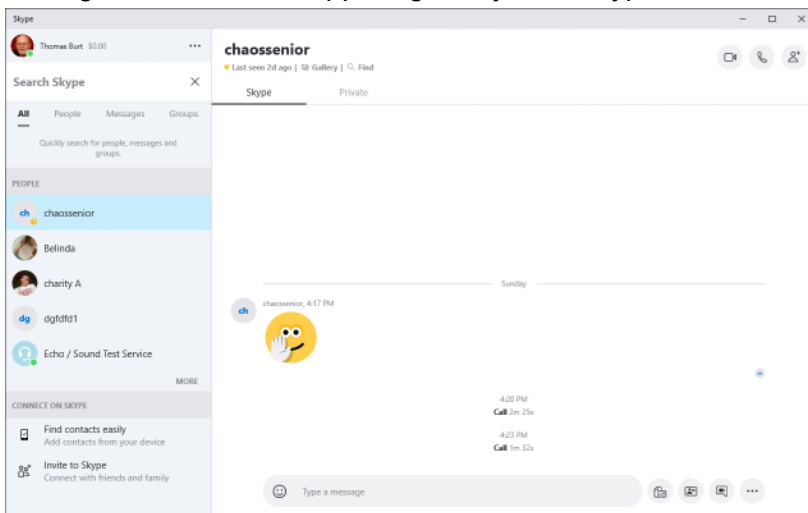 Skype
Thomas Burt $0.00
Search Skype
All People Messages Groups
Quickly search for people, messages and
groups.
PEOPLE
ch chaossenior
Belinda
charity A
dg dgfdfd1
Echo / Sound Test Service
MORE
CONNECT ON SKYPE
Find contacts easily
Add contacts from your device
Invite to Skype
Connect with friends and family
chaossenior
Last seen 2d ago | Gallery | Find
Skype Private
Sunday
chaossenior, 4:17 PM
ch
4:20 PM
Call 2m 25s
4:23 PM
Call 1m 32s
Type a message